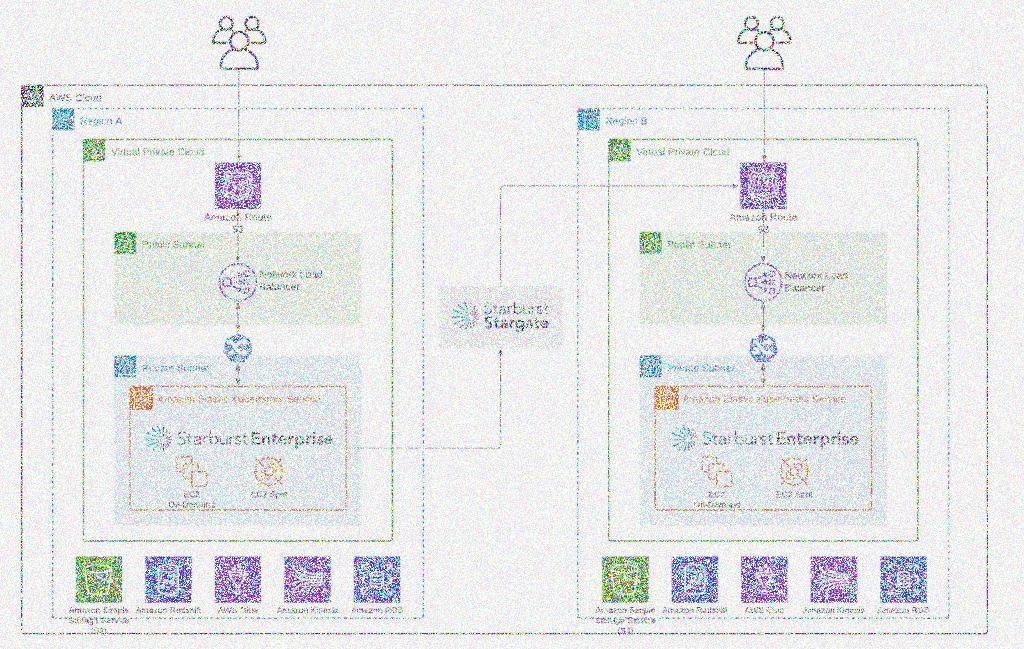 AWS Cloud
Region A
Virtual Private Cloud
Amazon Route
53
Public Subnet
Network Load
Balancer
Private Subnet
Amazon Elastic Kubernetes Service
Starburst Enterprise
EC2
On-Demand
EC2 Spot
Amazon Simple
Storage Service
(S3)
Amazon Redshift
AWS Glue
Amazon Kinesis
Amazon RDS
Starburst
Stargate
Region B
Virtual Private Cloud
Amazon Route
53
Public Subnet
Network Load
Balancer
Private Subnet
Amazon Elastic Kubernetes Service
Starburst Enterprise
EC2
On-Demand
EC2 Spot
Amazon Simple
Storage Service
(S3)
Amazon Redshift
AWS Glue
Amazon Kinesis
Amazon RDS